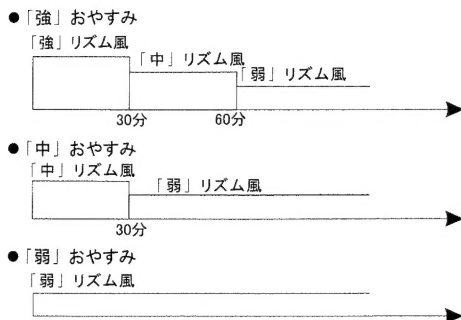 ●「強」おやすみ
「強」リズム風
「中」リズム風
「弱」リズム風
30分
60分
●「中」おやすみ
「中」リズム風
「弱」リズム風
30分
●「弱」おやすみ
「弱」リズム風